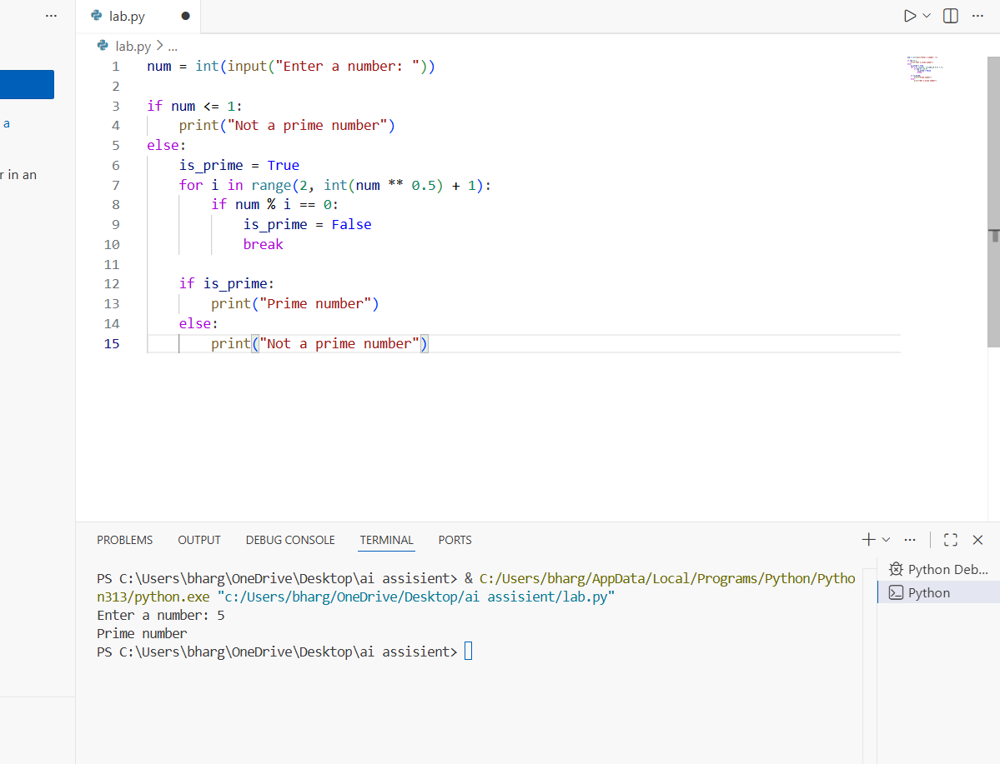 ...
lab.py
lab.py > ...
a
r in an
1 num = int(input("Enter a number: "))
2
3 if num <= 1:
4     print("Not a prime number")
5 else:
6     is_prime = True
7     for i in range(2, int(num ** 0.5) + 1):
8         if num % i == 0:
9             is_prime = False
10             break
11
12     if is_prime:
13         print("Prime number")
14     else:
15         print("Not a prime number")
PROBLEMS OUTPUT DEBUG CONSOLE TERMINAL PORTS
PS C:\Users\bharg\OneDrive\Desktop\ai assisient> & C:/Users/bharg/AppData/Local/Programs/Python/Pytho
n313/python.exe "c:/Users/bharg/OneDrive/Desktop/ai assisient/lab.py"
Enter a number: 5
Prime number
PS C:\Users\bharg\OneDrive\Desktop\ai assisient>
Python Deb...
Python